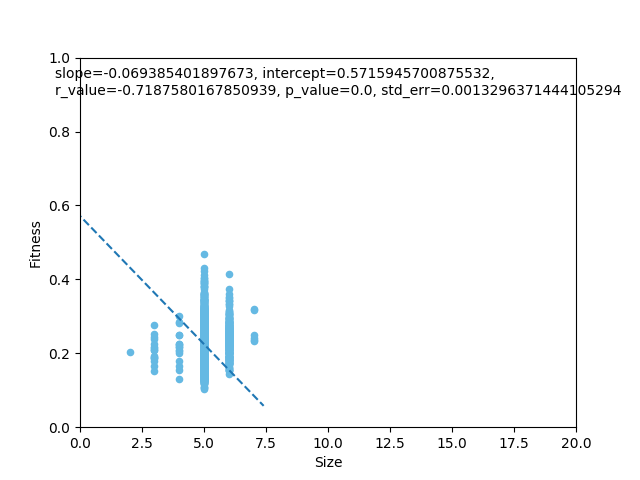 slope=-0.069385401897673, intercept=0.5715945700875532,
r_value=-0.7187580167850939, p_value=0.0, std_err=0.0013296371444105294
1.0
0.8
0.6
0.4
0.2
0.0
Fitness
0.0 2.5 5.0 7.5 10.0 12.5 15.0 17.5 20.0
Size